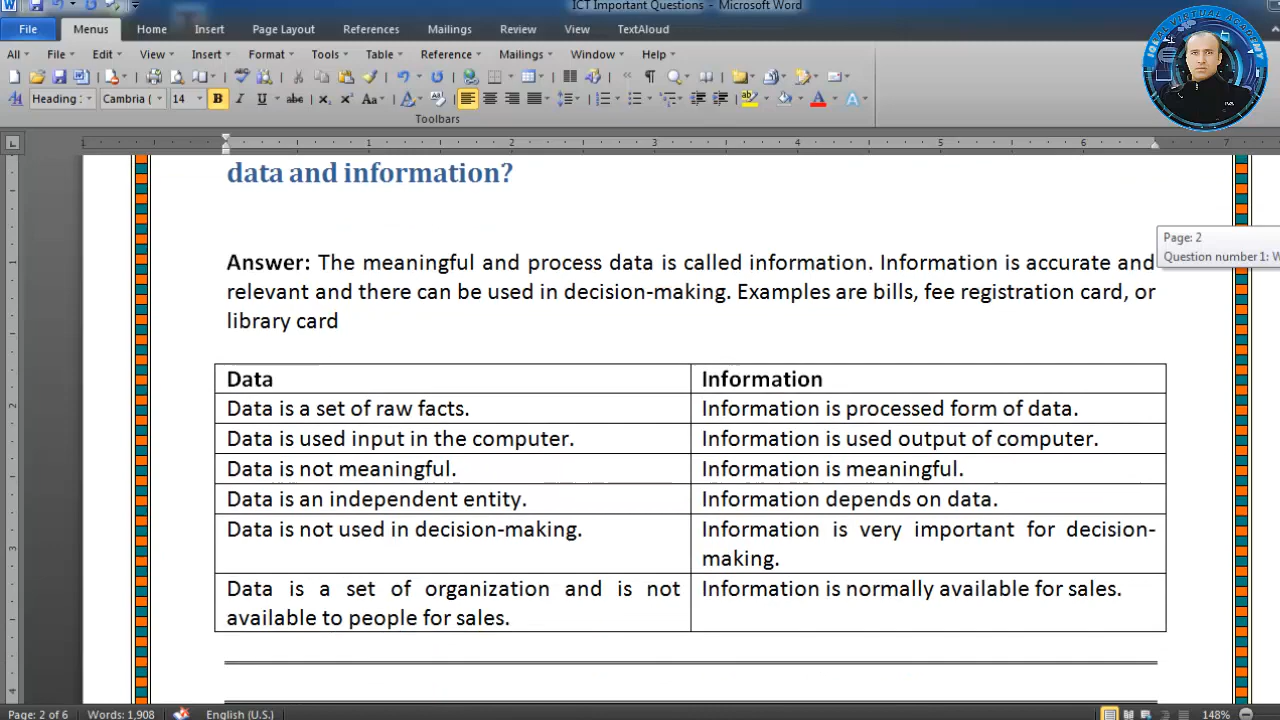 ICT Important Questions - Microsoft Word
File Menus Home Insert Page Layout References Mailings Review View TextAloud
All File Edit View Insert Format Tools Table Mailings Window Help
Heading Cambria 14 B I U abc Aa
Toolbars
data and information?
Page: 2
Question number 1: W
Answer: The meaningful and process data is called information. Information is accurate and
relevant and there can be used in decision-making. Examples are bills, fee registration card, or
library card
Data Information
Data is a set of raw facts. Information is processed form of data.
Data is used input in the computer. Information is used output of computer.
Data is not meaningful. Information is meaningful.
Data is an independent entity. Information depends on data.
Data is not used in decision-making. Information is very important for decision-
making.
Data is a set of organization and is not Information is normally available for sales.
available to people for sales.
Page: 2 of 6 Words: 1,908 English (U.S.) 148%